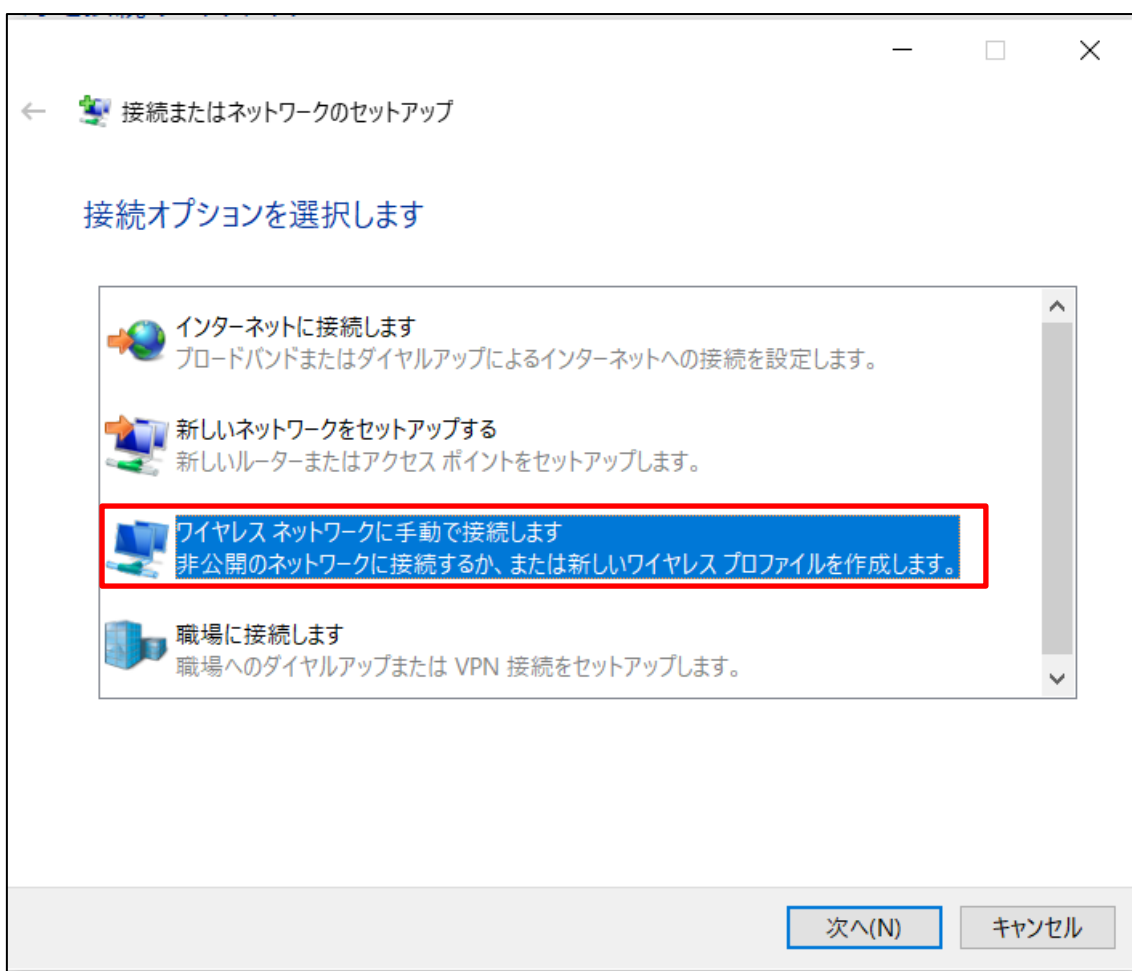 接続またはネットワークのセットアップ
接続オプションを選択します
インターネットに接続します
ブロードバンドまたはダイヤルアップによるインターネットへの接続を設定します。
新しいネットワークをセットアップする
新しいルーターまたはアクセス ポイントをセットアップします。
ワイヤレス ネットワークに手動で接続します
非公開のネットワークに接続するか、または新しいワイヤレス プロファイルを作成します。
職場に接続します
職場へのダイヤルアップまたは VPN 接続をセットアップします。
次へ(N) キャンセル